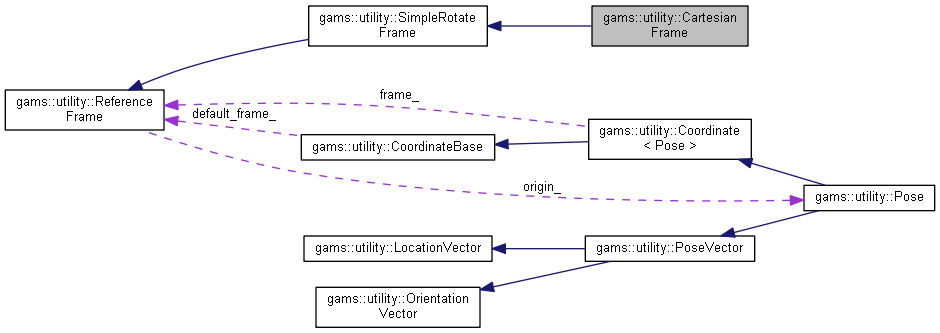 gams::utility::SimpleRotate
Frame
gams::utility::Cartesian
Frame
gams::utility::Reference
Frame
frame_
default_frame_
gams::utility::CoordinateBase
gams::utility::Coordinate
< Pose >
origin_
gams::utility::Pose
gams::utility::LocationVector
gams::utility::PoseVector
gams::utility::Orientation
Vector